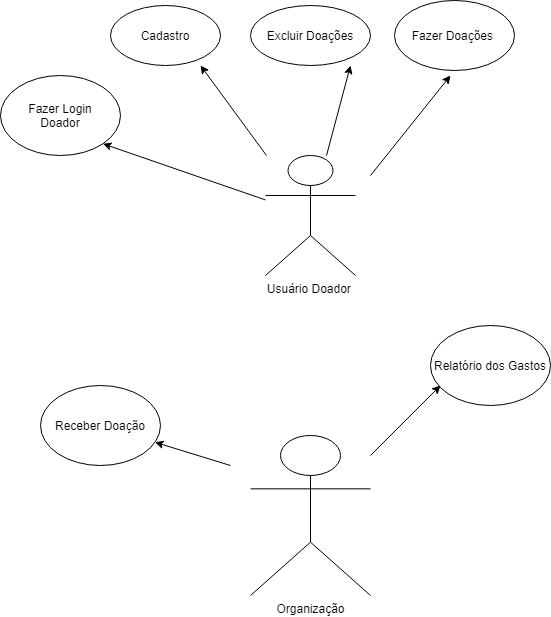 Cadastro
Excluir Doações
Fazer Doações
Fazer Login
Doador
Usuário Doador
Relatório dos Gastos
Receber Doação
Organização